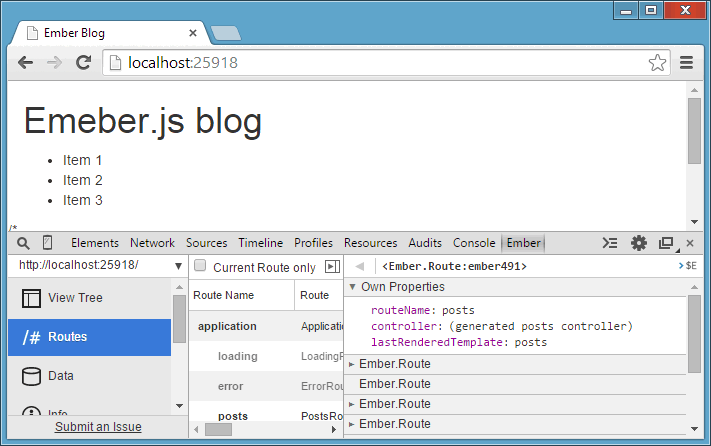 Ember Blog
localhost:25918
Emeber.js blog
Item 1
Item 2
Item 3
/*
Elements Network Sources Timeline Profiles Resources Audits Console Ember
http://localhost:25918/
View Tree
/# Routes
Data
Info
Submit an Issue
Current Route only
Route Name Route
application Applicatio
loading LoadingR
error ErrorRou
posts PostsRo
<Ember.Route:ember491> >$E
Own Properties
routeName: posts
controller: (generated posts controller)
lastRenderedTemplate: posts
Ember.Route
Ember.Route
Ember.Route
Ember.Route